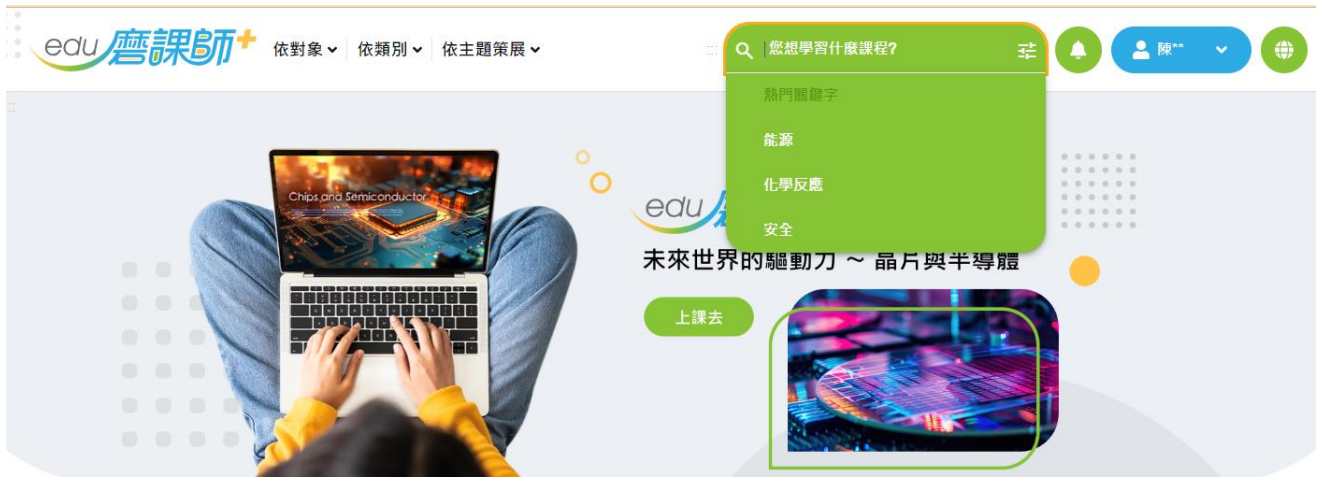 edu磨課師+
依對象
依類別
依主題策展
您想學習什麼課程?
陳**
熱門關鍵字
能源
化學反應
安全
Chips and Semiconductor
edu
未來世界的驅動力 ~ 晶片與半導體
上課去